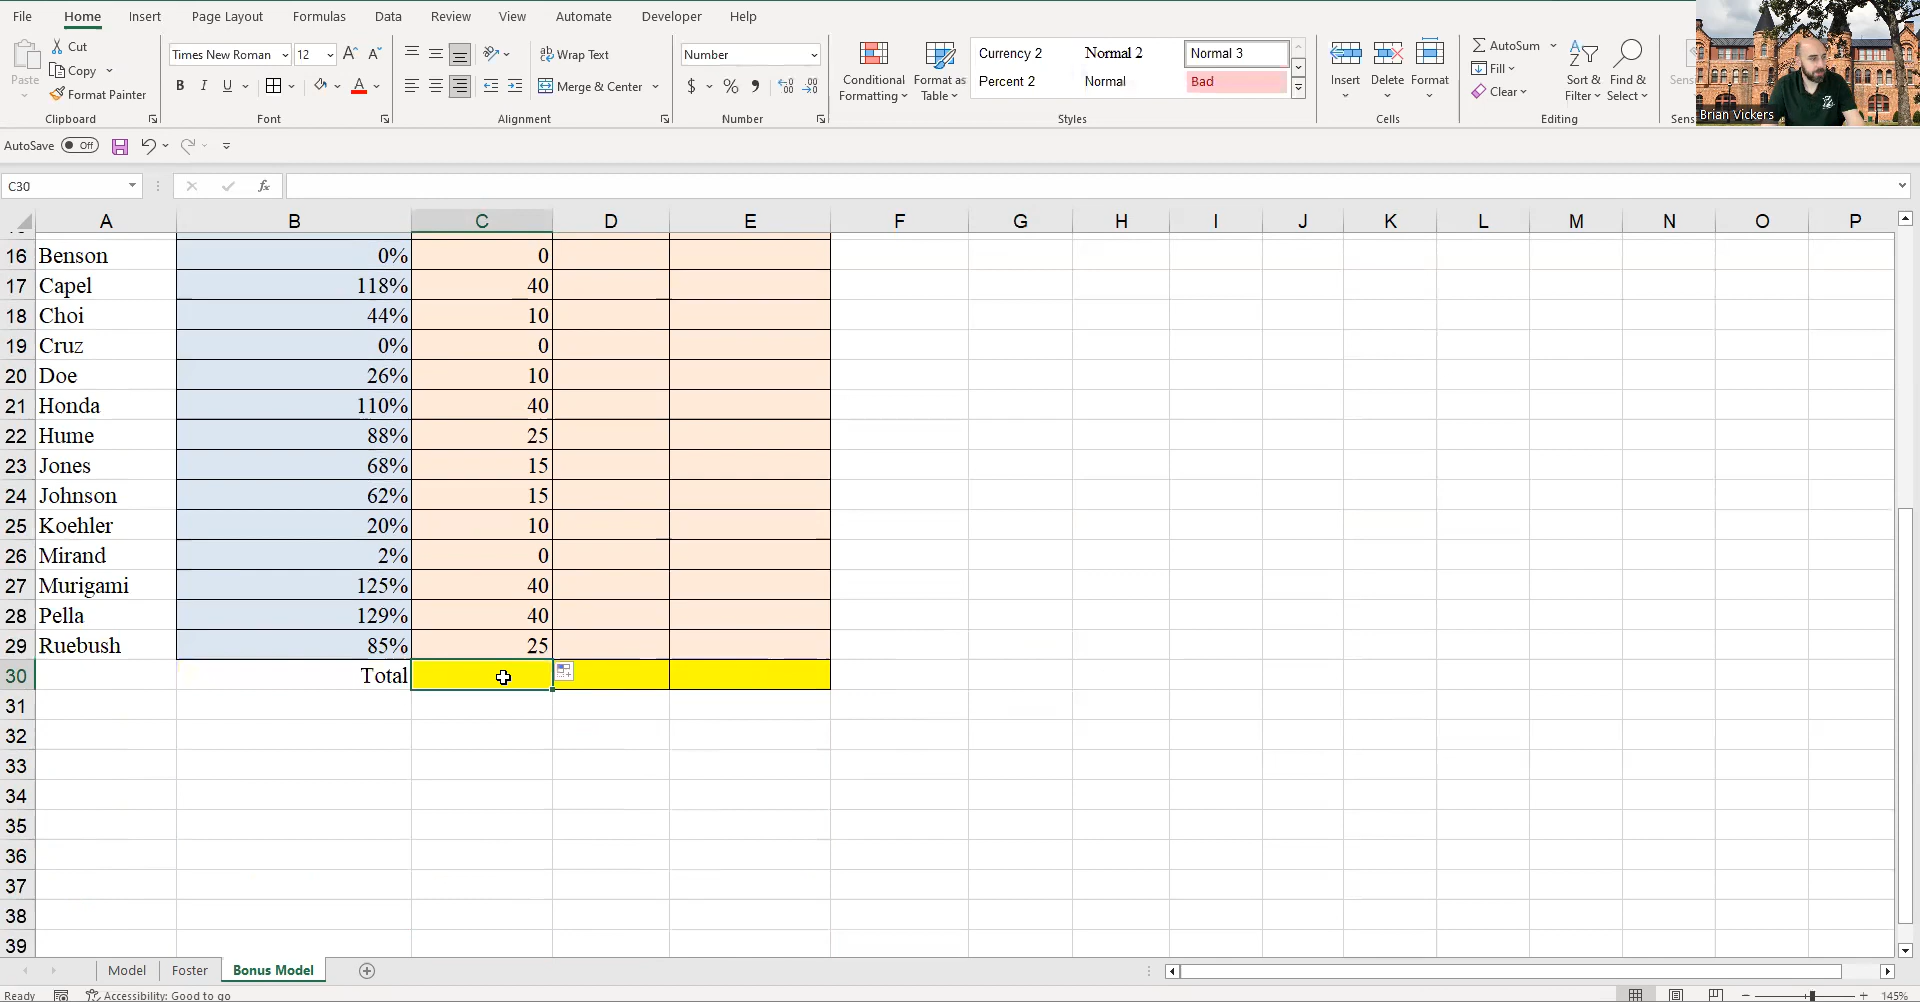 File Home Insert Page Layout Formulas Data Review View Automate Developer Help
Paste Cut Copy Format Painter Clipboard
Times New Roman 12 A A B I U A Font
Wrap Text Merge & Center Alignment
Number $ % Number
Conditional Formatting Format as Table
Currency 2 Normal 2 Normal 3
Percent 2 Normal Bad
Styles
Insert Delete Format Cells
AutoSum Fill Clear Sort & Filter Find & Select Editing
Brian Vickers
AutoSave Off
C30 fx
A B C D E F G H I J K L M N O P
16 Benson 0% 0
17 Capel 118% 40
18 Choi 44% 10
19 Cruz 0% 0
20 Doe 26% 10
21 Honda 110% 40
22 Hume 88% 25
23 Jones 68% 15
24 Johnson 62% 15
25 Koehler 20% 10
26 Mirand 2% 0
27 Murigami 125% 40
28 Pella 129% 40
29 Ruebush 85% 25
30 Total
31
32
33
34
35
36
37
38
39
Model Foster Bonus Model
Ready Accessibility: Good to go 145%